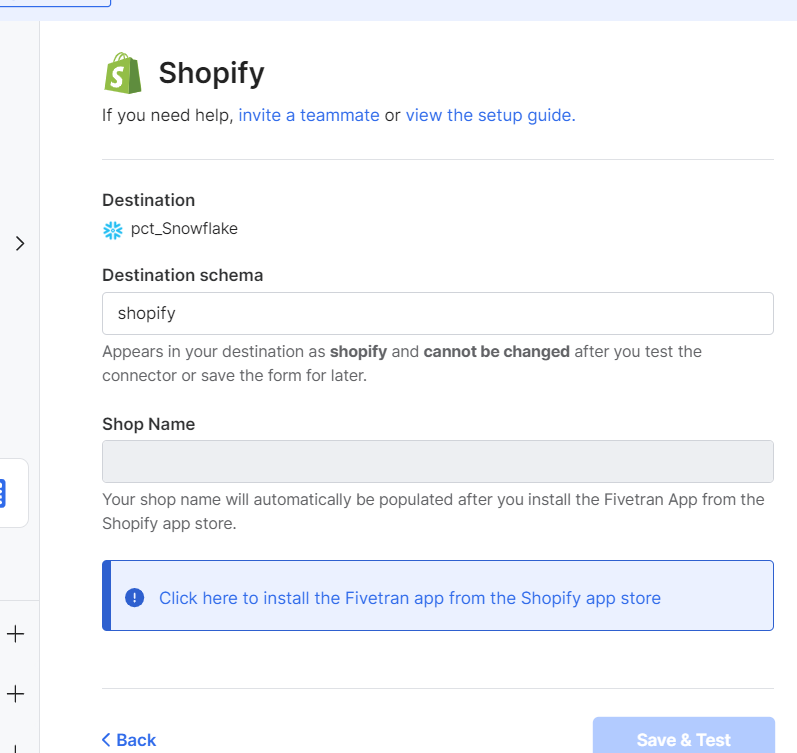 Shopify
If you need help, invite a teammate or view the setup guide.
Destination
pct_Snowflake
Destination schema
shopify
Appears in your destination as shopify and cannot be changed after you test the
connector or save the form for later.
Shop Name
Your shop name will automatically be populated after you install the Fivetran App from the
Shopify app store.
Click here to install the Fivetran app from the Shopify app store
Back
Save & Test